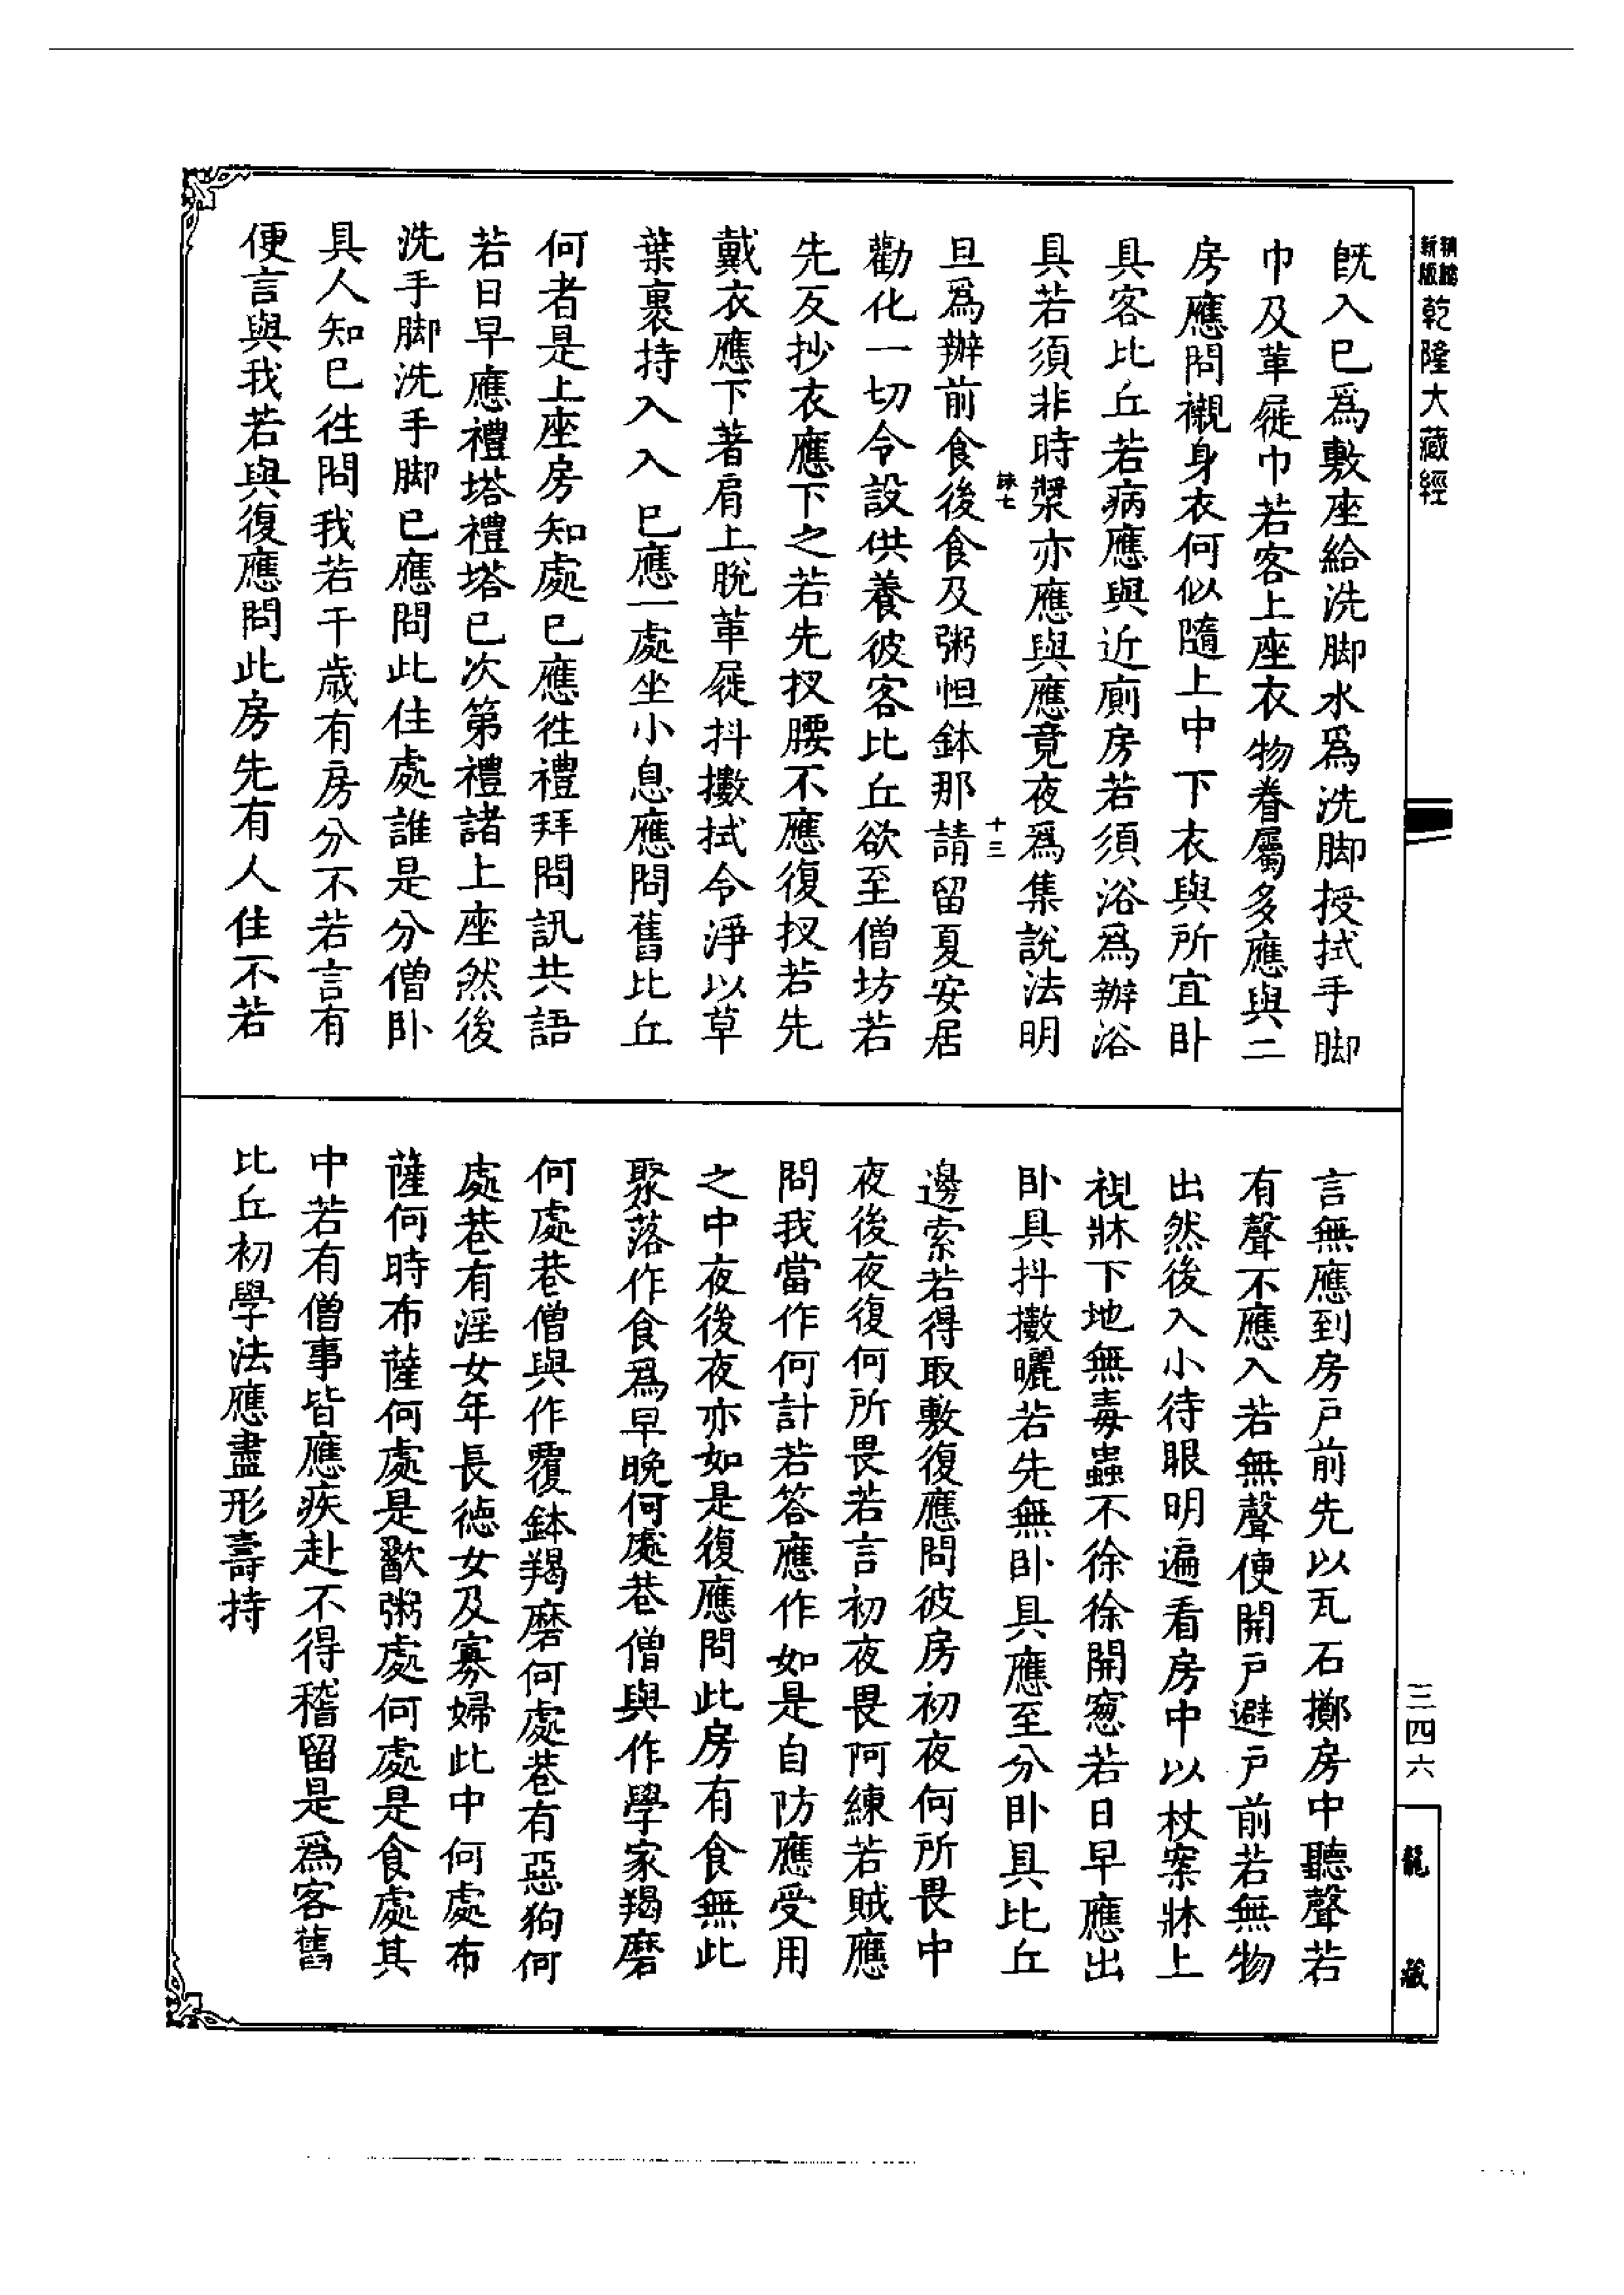 新版
乾隆大藏經
既入已爲敷座給洗脚水爲洗脚授拭手脚
巾及革屣巾若客上座衣物眷屬多應與二
房應問襯身衣何似隨上中下衣與所宜卧
具客比丘若病應與近廁房若須浴爲辦浴
具若須非時漿亦應與應竟夜爲集說法明
十三
旦爲辦前食後食及粥怛鉢那請留夏安居
勸化一切令設供養彼客比丘欲至僧坊若
先反抄衣應下之若先扠腰不應復扠若先
戴衣應下著肩上脫革屣抖擻拭令淨以草
葉裹持入入已應一處坐小息應問舊比丘
何者是上座房知處已應往禮拜問訊共語
若日早應禮塔禮塔已次第禮諸上座然後
洗手脚洗手脚已應問此住處誰是分僧卧
具人知已往問我若干歲有房分不若言有
便言與我若與復應問此房先有人住不若
言無應到房戶前先以瓦石擲房中聽聲若
有聲不應入若無聲便開戶避戶前若無物
出然後入小待眼明遍看房中以杖案牀上
視牀下地無毒蟲不徐徐開窻若日早應出
卧具抖擻曬若先無卧具應至分卧具比丘
邊索若得取敷復應問彼房初夜何所畏中
夜後夜復何所畏若言初夜畏阿練若賊應
問我當作何計若答應作如是自防應受用
之中夜後夜亦如是復應問此房有食無此
聚落作食爲早晚何處巷僧與作學家羯磨
何處巷僧與作覆鉢羯磨何處巷有惡狗何
處巷有淫女年長德女及寡婦此中何處布
薩何時布薩何處是歠粥處何處是食處其
中若有僧事皆應疾赴不得稽留是爲客舊
比丘初學法應盡形壽持
三四六
龍藏